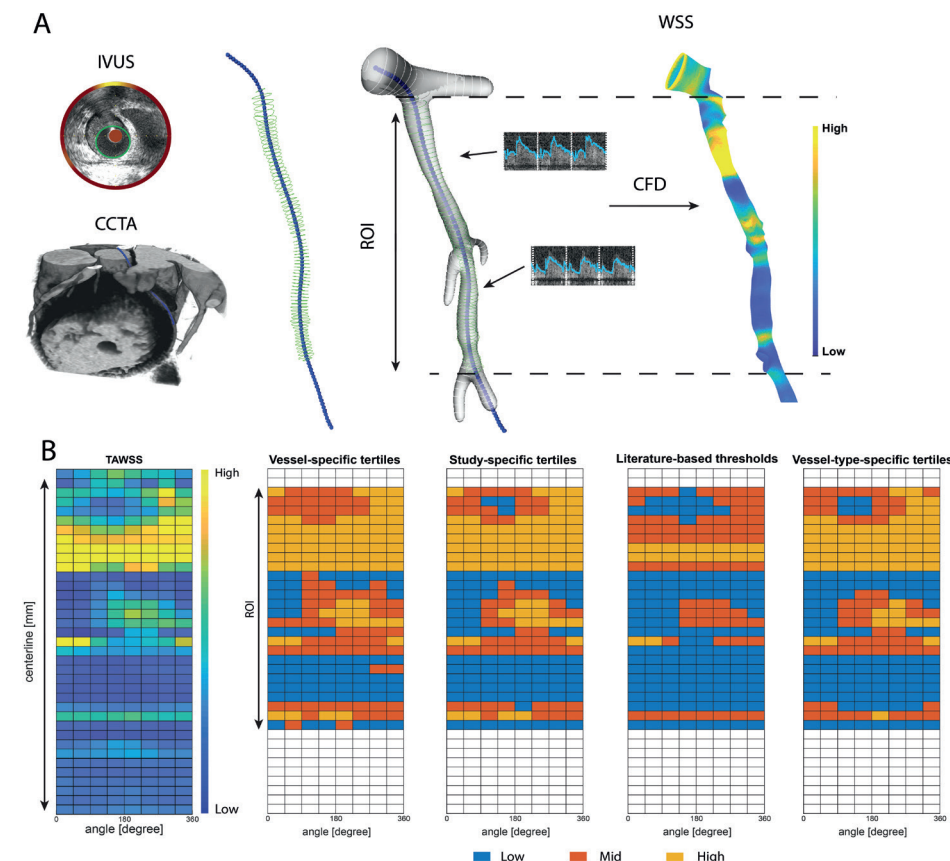 A
IVUS
CCTA
ROI
CFD
WSS
High
Low
B
TAWSS
Vessel-specific tertiles
Study-specific tertiles
Literature-based thresholds
Vessel-type-specific tertiles
High
Low
centerline [mm]
ROI
0 180 360
0 180 360
0 180 360
0 180 360
0 180 360
angle [degree]
angle [degree]
angle [degree]
angle [degree]
angle [degree]
Low Mid High